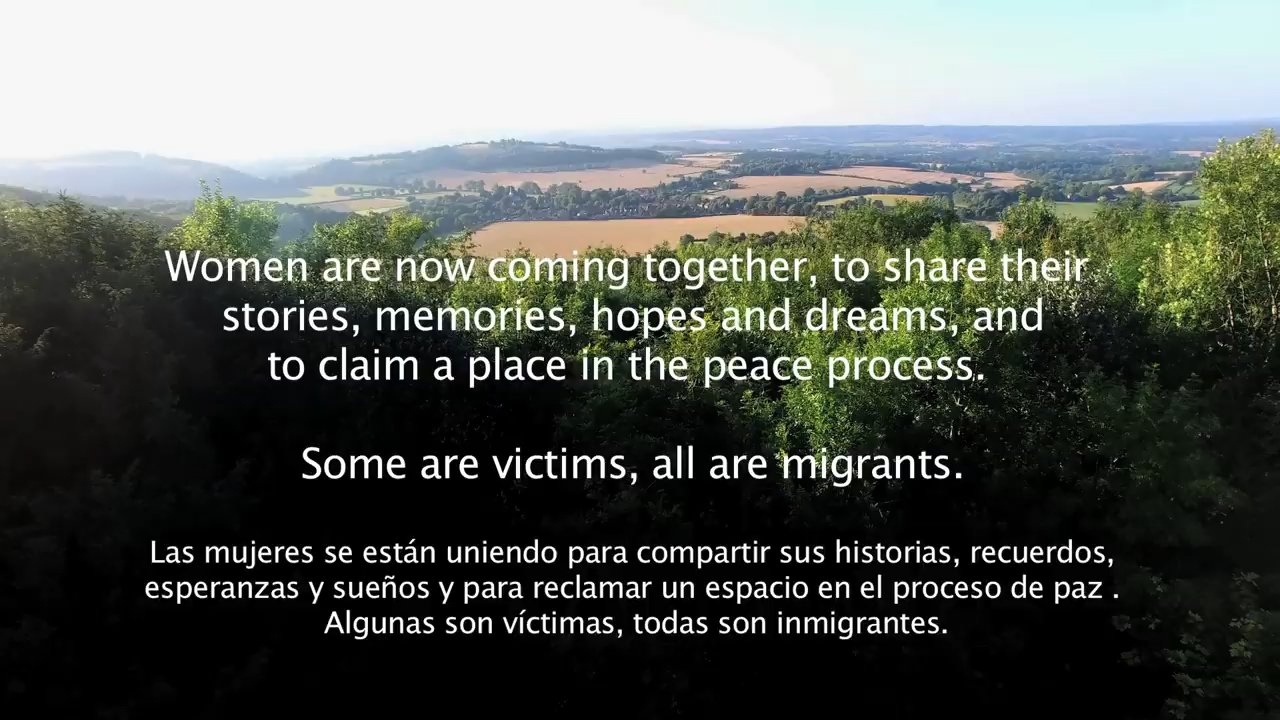 Women are now coming together, to share their
stories, memories, hopes and dreams, and
to claim a place in the peace process.
Some are victims, all are migrants.
Las mujeres se están uniendo para compartir sus historias, recuerdos,
esperanzas y sueños y para reclamar un espacio en el proceso de paz .
Algunas son víctimas, todas son inmigrantes.